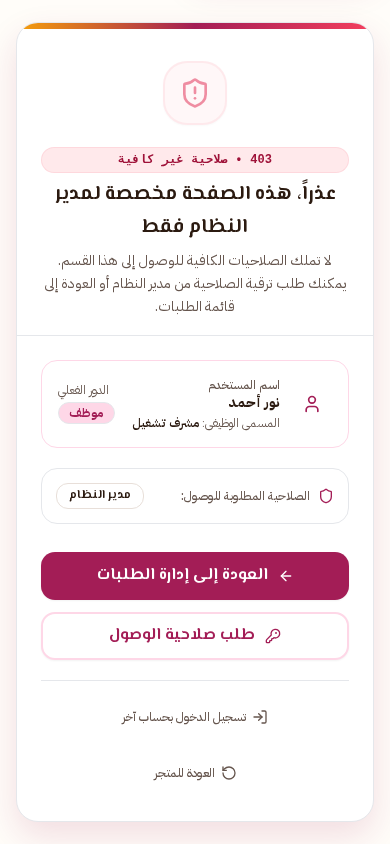 403 • صلاحية غير كافية
عذراً، هذه الصفحة مخصصة لمدير
النظام فقط
لا تملك الصلاحيات الكافية للوصول إلى هذا القسم.
يمكنك طلب ترقية الصلاحية من مدير النظام أو العودة إلى
قائمة الطلبات.
اسم المستخدم
نور أحمد
المسمى الوظيفي: مشرف تشغيل
الدور الفعلي
موظف
الصلاحية المطلوبة للوصول:
مدير النظام
العودة إلى إدارة الطلبات
طلب صلاحية الوصول
تسجيل الدخول بحساب آخر
العودة للمتجر